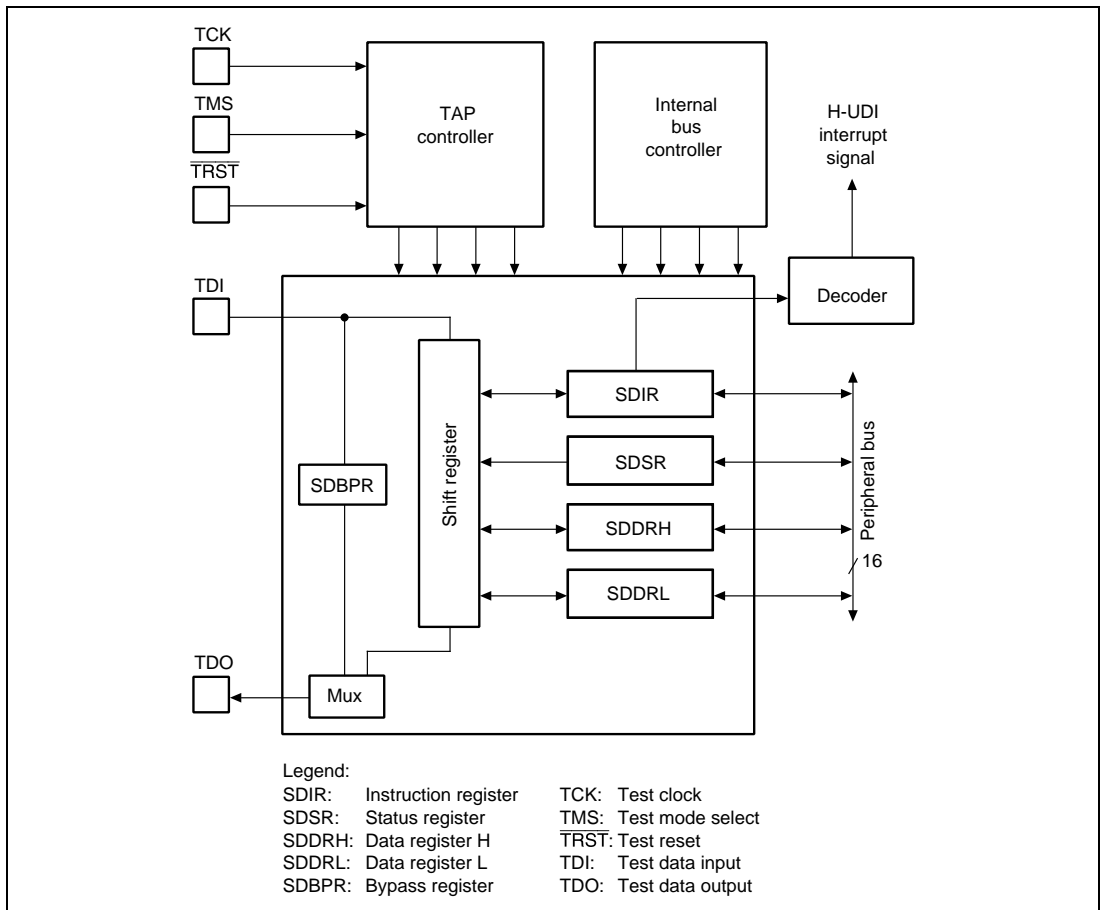 TCK
TMS
TRST
TDI
TDO
TAP
controller
Internal
bus
controller
H-UDI
interrupt
signal
Decoder
Shift register
SDBPR
SDIR
SDSR
SDDRH
SDDRL
Peripheral bus
16
Mux
Legend:
SDIR: Instruction register
SDSR: Status register
SDDRH: Data register H
SDDRL: Data register L
SDBPR: Bypass register
TCK: Test clock
TMS: Test mode select
TRST: Test reset
TDI: Test data input
TDO: Test data output